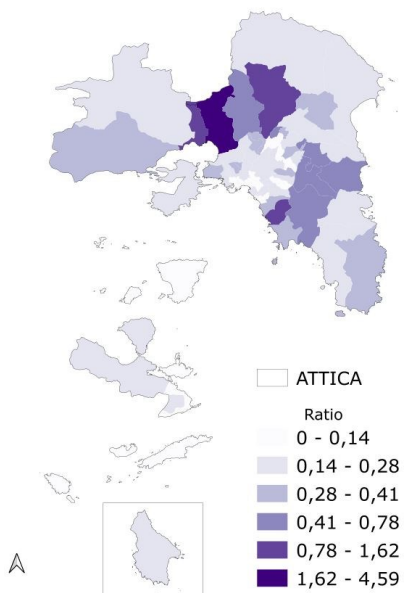 ATTICA
Ratio
0 - 0,14
0,14 - 0,28
0,28 - 0,41
0,41 - 0,78
0,78 - 1,62
1,62 - 4,59